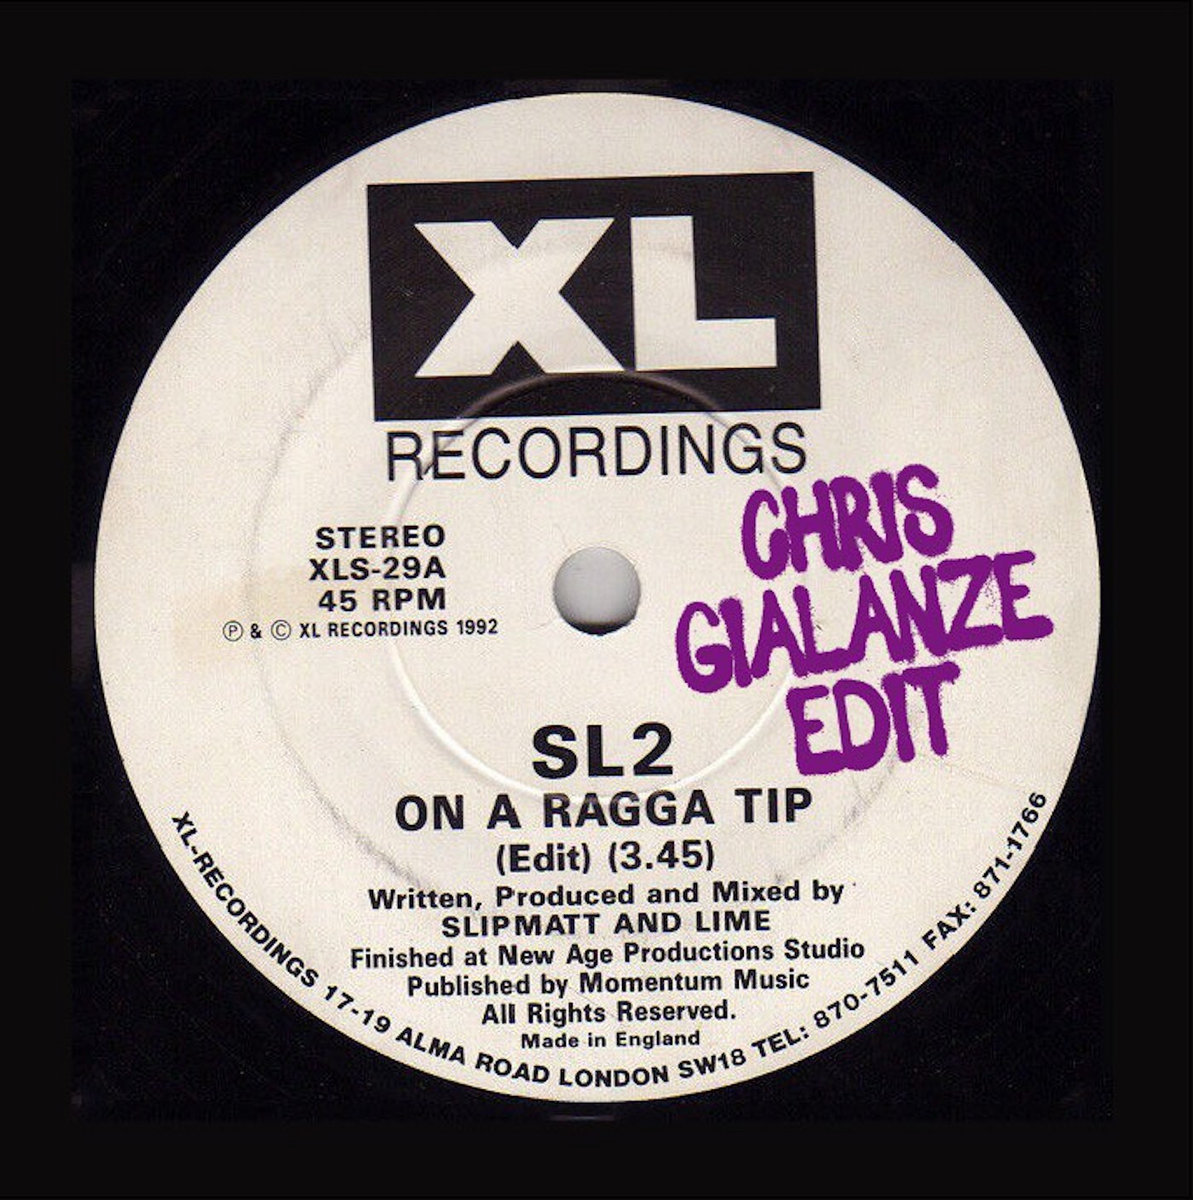 XL
RECORDINGS
STEREO
XLS-29A
45 RPM
Ⓟ & © XL RECORDINGS 1992
CHRIS
GIALANZE
EDIT
SL2
ON A RAGGA TIP
(Edit) (3.45)
Written, Produced and Mixed by
SLIPMATT AND LIME
Finished at New Age Productions Studio
Published by Momentum Music
All Rights Reserved.
Made in England
XL-RECORDINGS 17-19 ALMA ROAD LONDON SW18 TEL: 870-7511 FAX: 871-1766